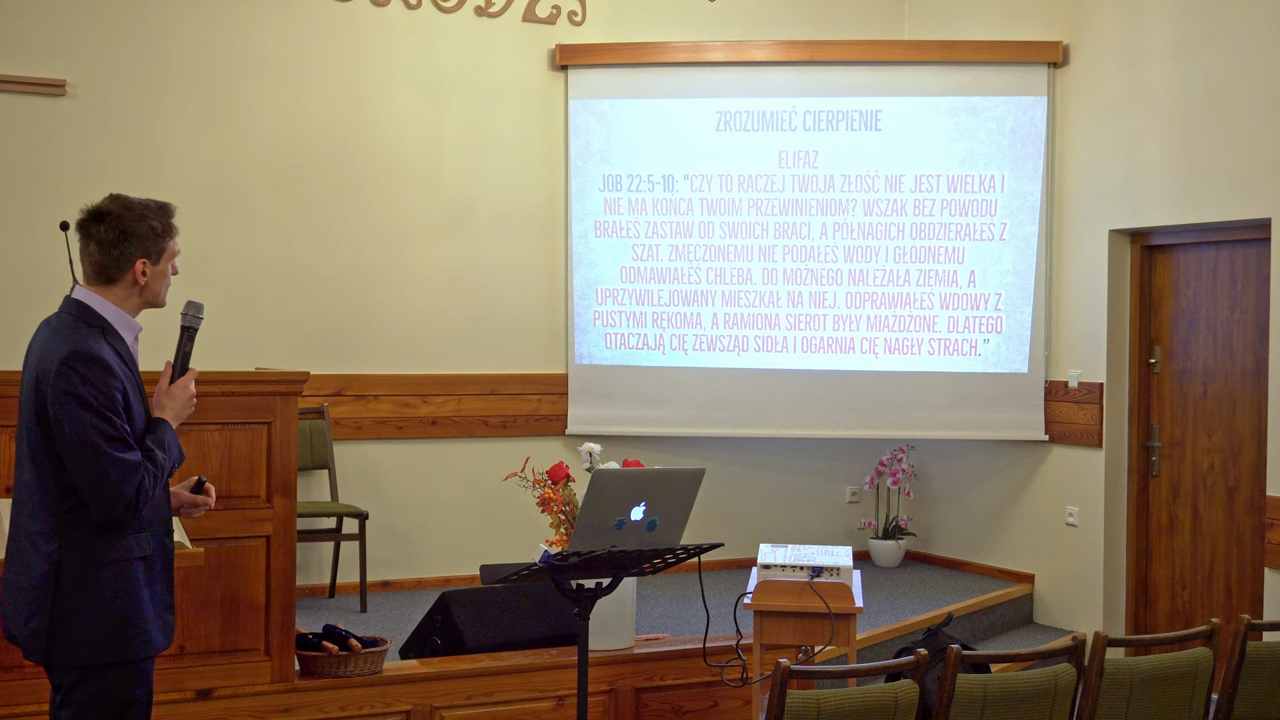 ZROZUMIEĆ CIERPIENIE
ELIFAZ
JOB 22:5-10: "CZY TO RACZEJ TWOJA ZŁOŚĆ NIE JEST WIELKA I
NIE MA KOŃCA TWOIM PRZEWINIENIOM? WSZAK BEZ POWODU
BRAŁEŚ ZASTAW OD SWOICH BRACI, A PÓŁNAGICH OBDZIERAŁEŚ Z
SZAT. ZMĘCZONEMU NIE PODAŁEŚ WODY I GŁODNEMU
ODMAWIAŁEŚ CHLEBA. DO MOŻNEGO NALEŻAŁA ZIEMIA, A
UPRZYWILEJOWANY MIESZKAŁ NA NIEJ. ODPRAWIAŁEŚ WDOWY Z
PUSTYMI RĘKOMA, A RAMIONA SIEROT BYŁY MIAŻDŻONE. DLATEGO
OTACZAJĄ CIĘ ZEWSZĄD SIDŁA I OGARNIA CIĘ NAGŁY STRACH."